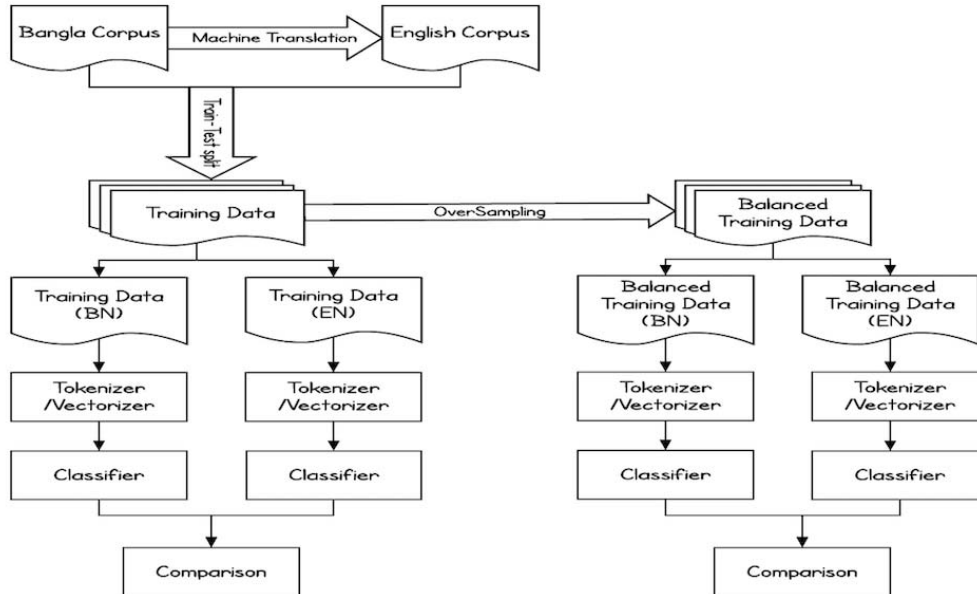 Bangla Corpus
Machine Translation
English Corpus
Train-Test split
Training Data
OverSampling
Balanced
Training Data
Training Data
(BN)
Training Data
(EN)
Balanced
Training Data
(BN)
Balanced
Training Data
(EN)
Tokenizer
/Vectorizer
Tokenizer
/Vectorizer
Tokenizer
/Vectorizer
Tokenizer
/Vectorizer
Classifier
Classifier
Classifier
Classifier
Comparison
Comparison